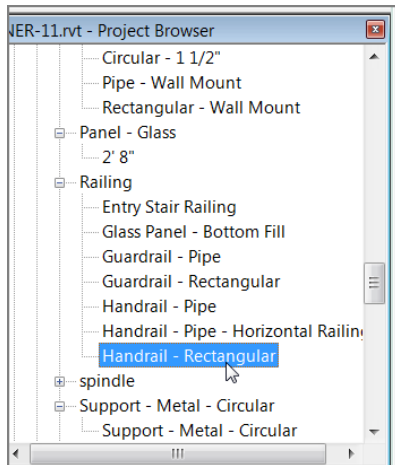 NER-11.rvt - Project Browser
Circular - 1 1/2"
Pipe - Wall Mount
Rectangular - Wall Mount
Panel - Glass
2' 8"
Railing
Entry Stair Railing
Glass Panel - Bottom Fill
Guardrail - Pipe
Guardrail - Rectangular
Handrail - Pipe
Handrail - Pipe - Horizontal Railin
Handrail - Rectangular
spindle
Support - Metal - Circular
Support - Metal - Circular